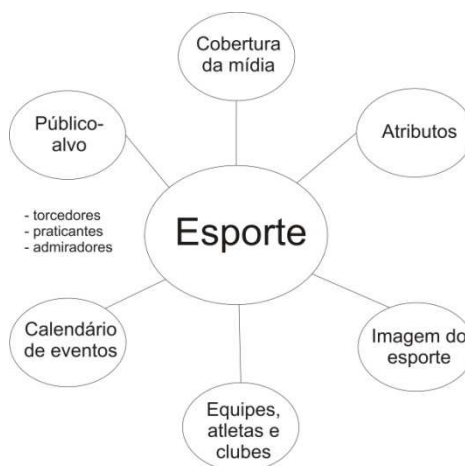 Cobertura
da mídia
Público-
alvo
Atributos
- torcedores
- praticantes
- admiradores
Esporte
Calendário
de eventos
Imagem do
esporte
Equipes,
atletas e
clubes